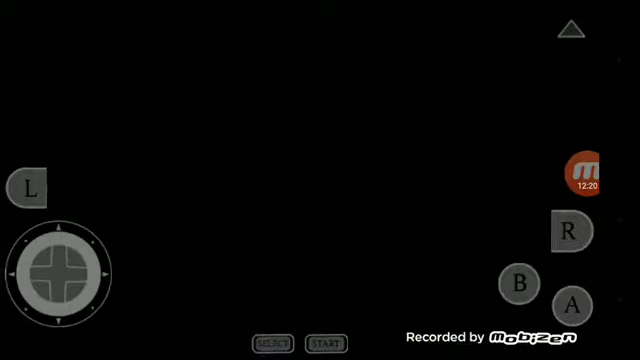 L
12:20
R
B
A
SELECT
START
Recorded by mobizen